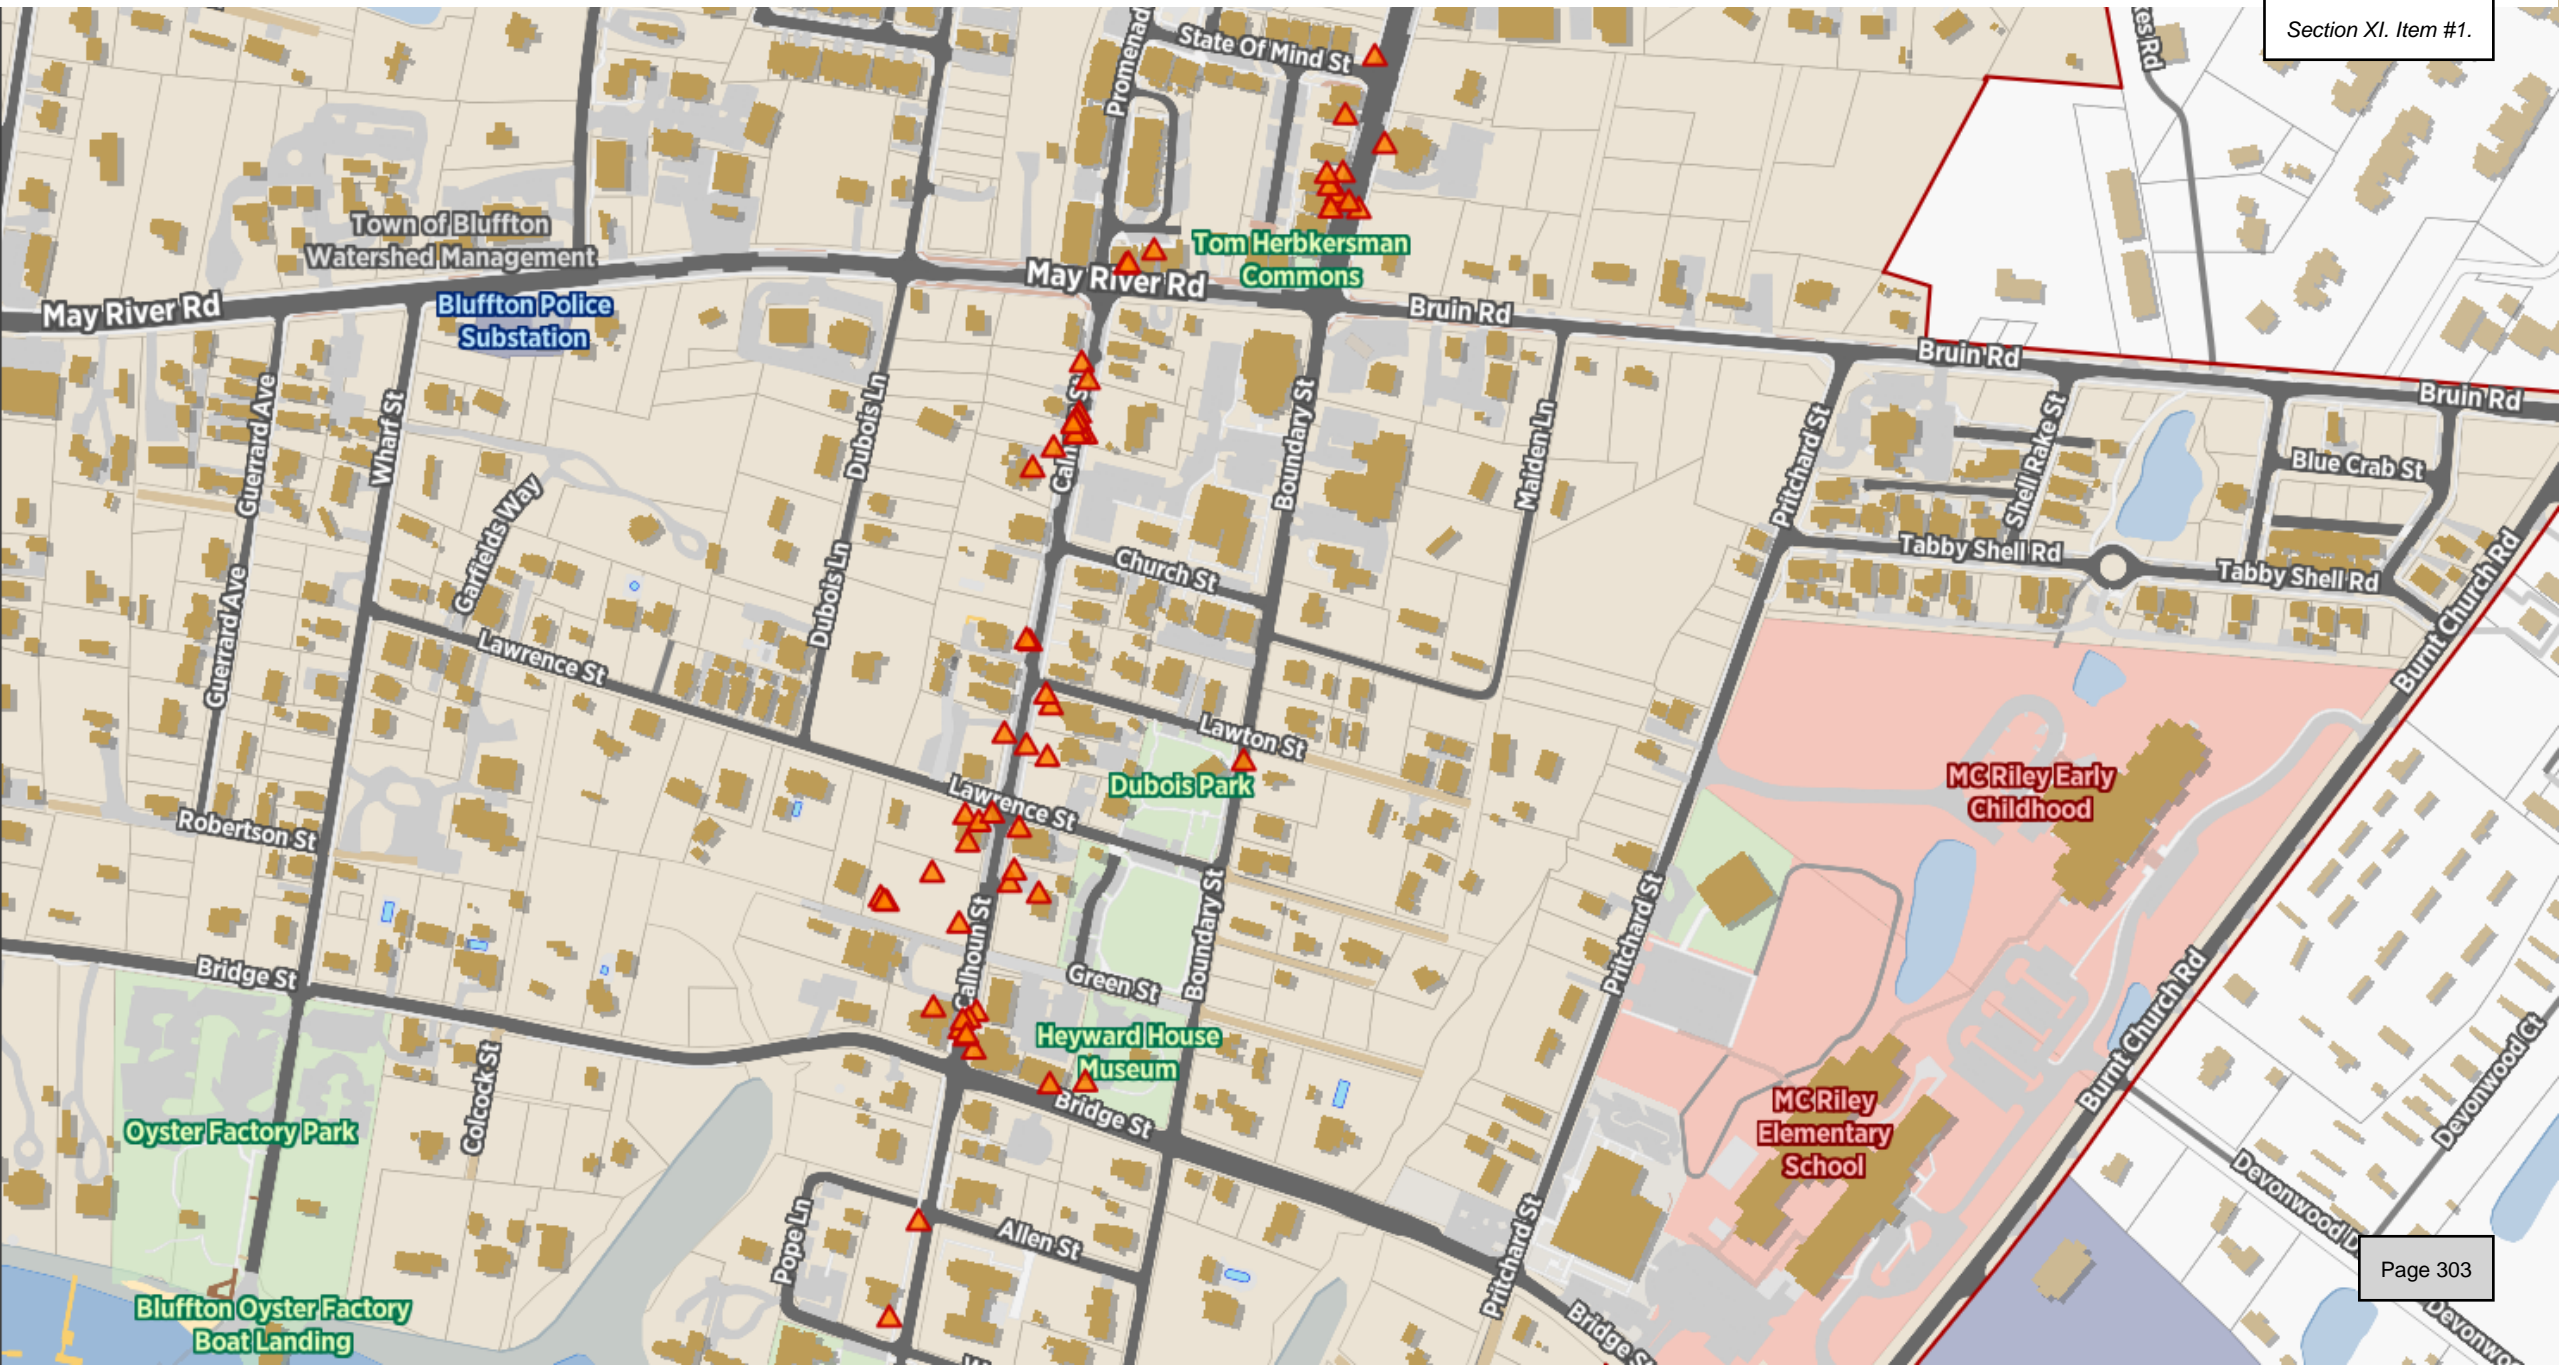 Section XI. Item #1.
State Of Mind St
Promenad
es Rd
Town of Bluffton
Watershed Management
Tom Herbkersman
Commons
May River Rd
May River Rd
Bluffton Police
Substation
Bruin Rd
Bruin Rd
Bruin Rd
Guerrard Ave
Wharf St
Dubois Ln
Calh
St
Boundary St
Maiden Ln
Pritchard St
Shell Rake St
Blue Crab St
Garfields Way
Church St
Tabby Shell Rd
Tabby Shell Rd
Dubois Ln
Guerrard Ave
Lawrence St
Burnt Church Rd
Lawton St
Dubois Park
MC Riley Early
Childhood
Lawrence St
Robertson St
Calhoun St
Boundary St
Pritchard St
Bridge St
Green St
Heyward House
Museum
Burnt Church Rd
Devonwood Ct
Colcock St
Oyster Factory Park
Bridge St
MC Riley
Elementary
School
Devonwood D
Pope Ln
Allen St
Pritchard St
Page 303
Bluffton Oyster Factory
Boat Landing
Bridge S
Devonwo